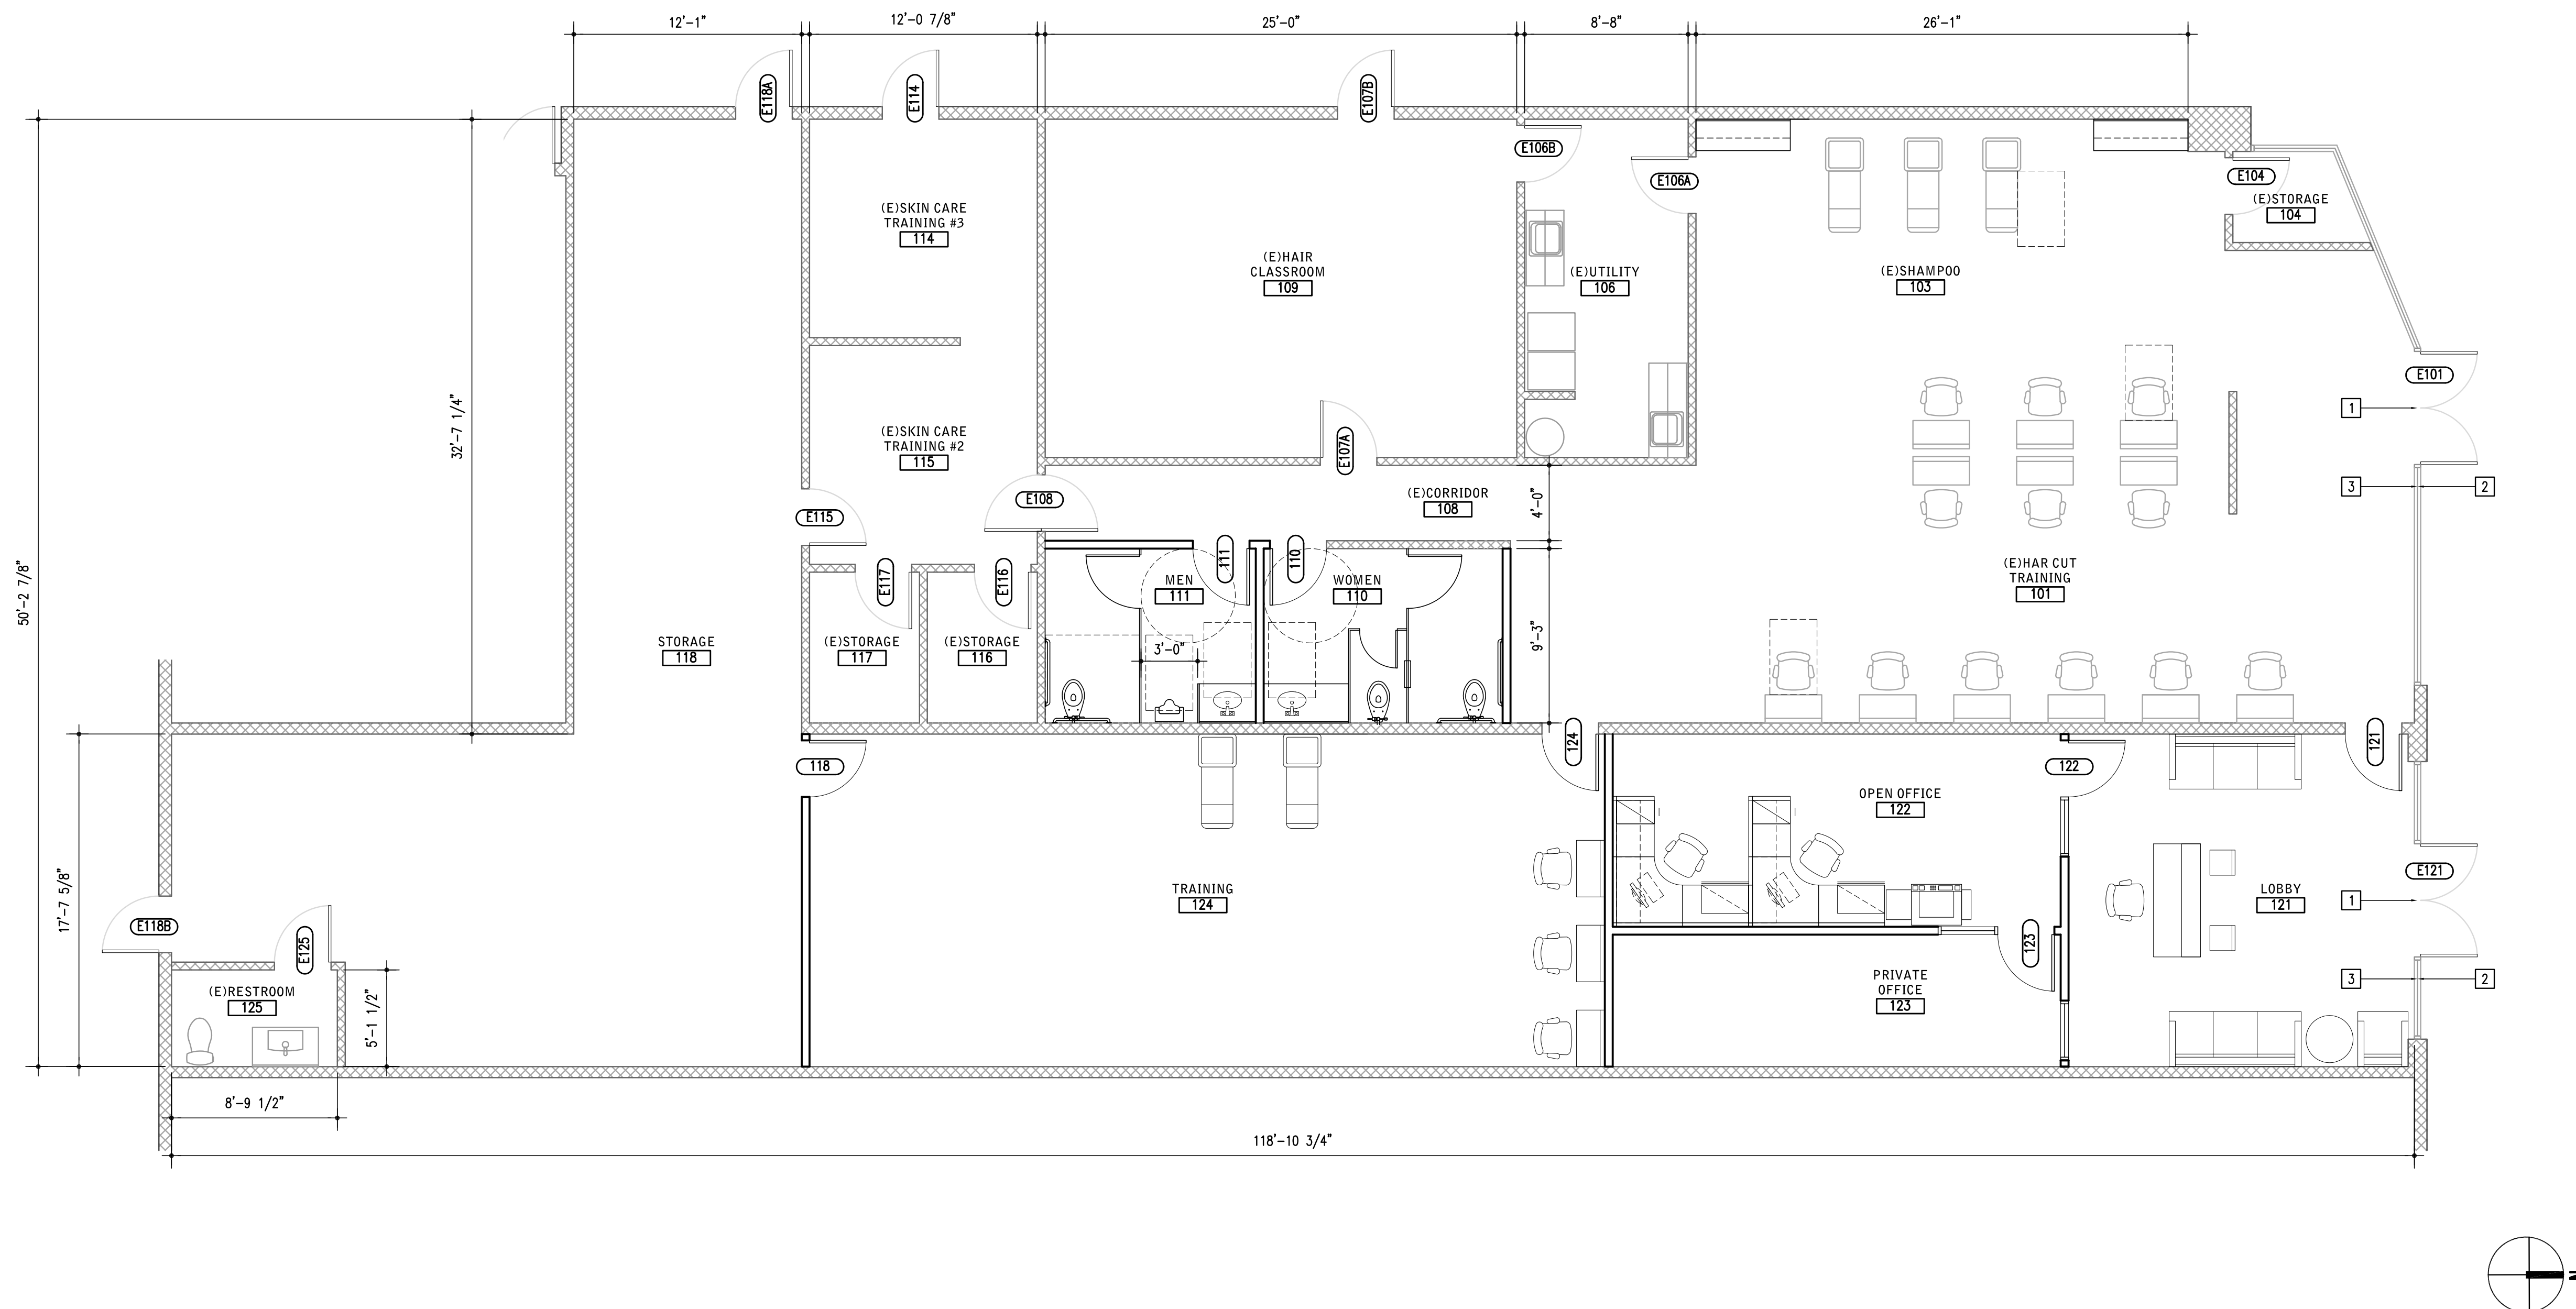 12'-1"
12'-0 7/8"
25'-0"
8'-8"
26'-1"
E118A
E114
E107B
E106B
E106A
E104
(E)STORAGE
104
(E)SKIN CARE
TRAINING #3
114
(E)HAIR
CLASSROOM
109
(E)UTILITY
106
(E)SHAMPOO
103
E101
1
32'-7 1/4"
(E)SKIN CARE
TRAINING #2
115
E107A
E108
(E)CORRIDOR
108
4'-0"
3
2
E115
50'-2 7/8"
E117
E116
111
110
MEN
111
WOMEN
110
(E)HAR CUT
TRAINING
101
STORAGE
118
(E)STORAGE
117
(E)STORAGE
116
3'-0"
9'-3"
118
124
122
121
OPEN OFFICE
122
17'-7 5/8"
TRAINING
124
LOBBY
121
E121
1
E118B
E125
123
(E)RESTROOM
125
5'-1 1/2"
PRIVATE
OFFICE
123
3
2
8'-9 1/2"
118'-10 3/4"
N